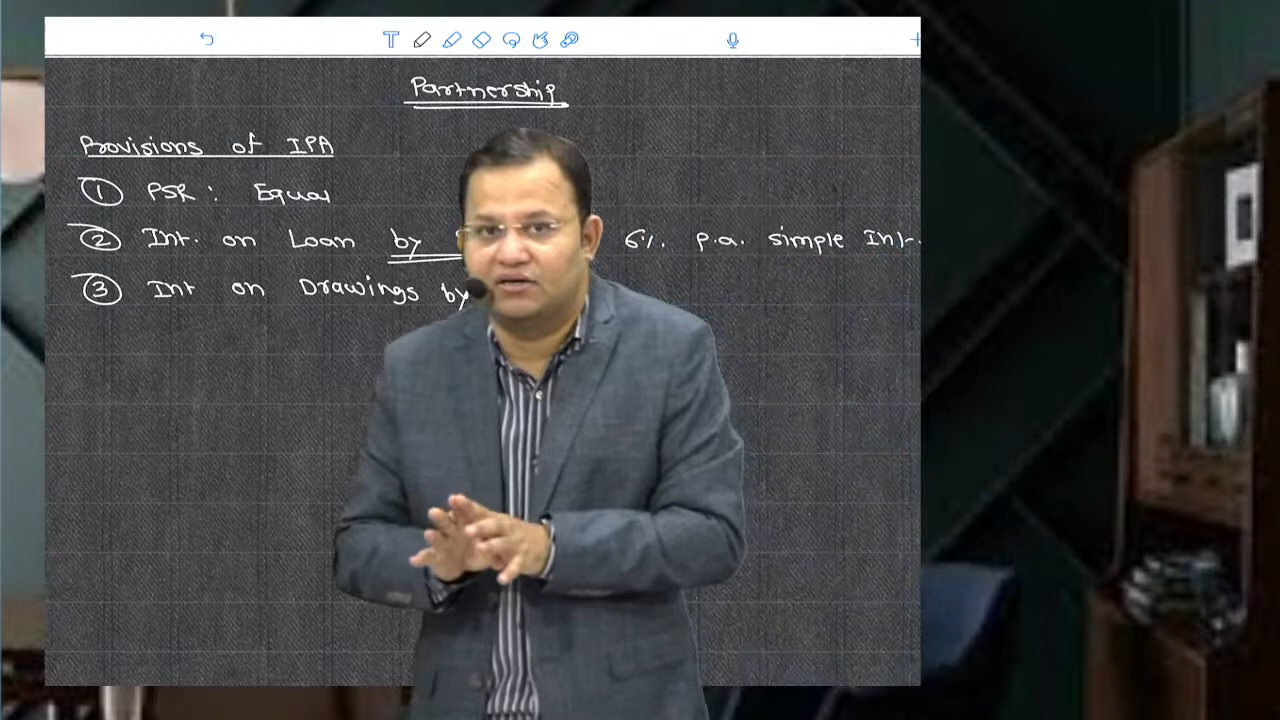 Partnership
Provisions of IPA
① PSR : Equal
② Int. on Loan by 6% p.a. simple Int.
③ Int on Drawings by